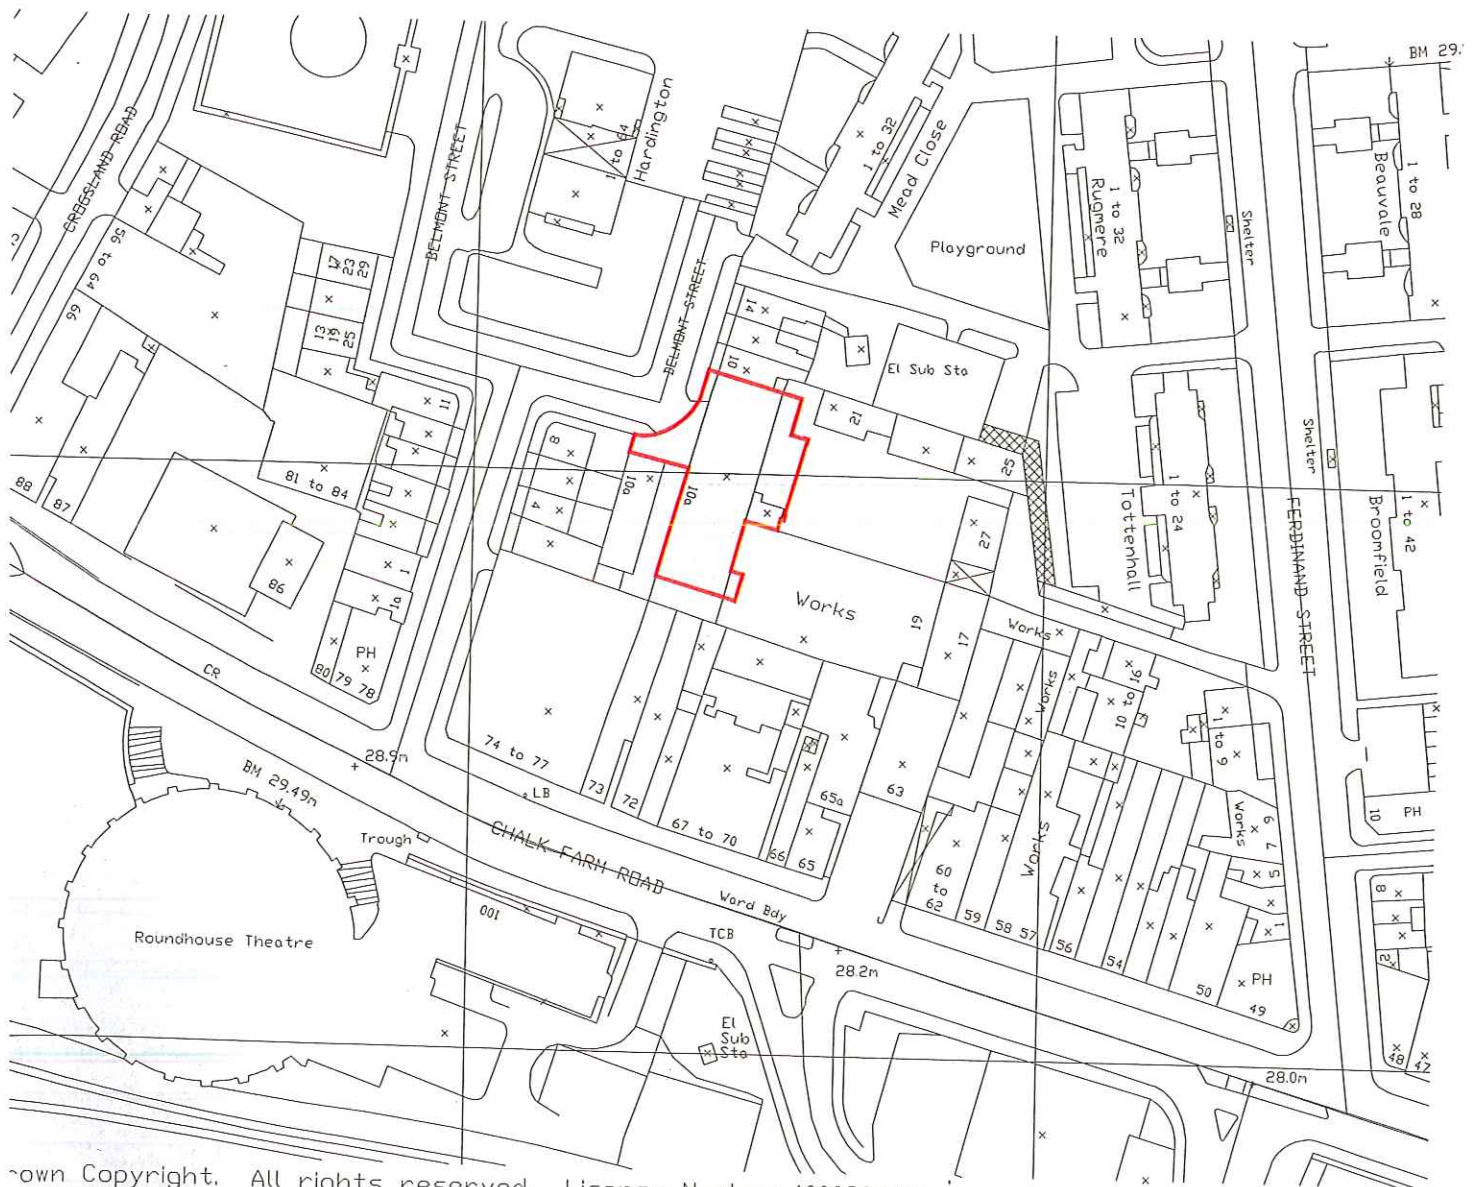 BM 29.
CROGSLAND ROAD
BELMONT STREET
1 to 64
Hardington
1 to 32
Mead Close
Playground
1 to 32
Rugmere
Shelter
1 to 28
Beauvale
56 to 64
66
17
23
29
13
19
25
11
BELMONT STREET
14
10
El Sub Sta
21
25
8
4
10a
10a
81 to 84
88
87
86
1
1a
PH
80
79
78
1 to 24
Tottenhall
FERDINAND STREET
Shelter
1 to 42
Broomfield
27
Works
19
17
Works
Works
10 to 16
1 to 9
CR
28.9m
BM 29.49m
74 to 77
LB
73
72
67 to 70
66
65a
65
63
60
to
62
59
58
57
Works
56
54
50
PH
49
6
7
Works
5
1
10
PH
8
2
48
47
Trough
CHALK FARM ROAD
Ward Bdy
TCB
100
Roundhouse Theatre
28.2m
El
Sub
Sta
28.0m
own Copyright. All rights reserved.